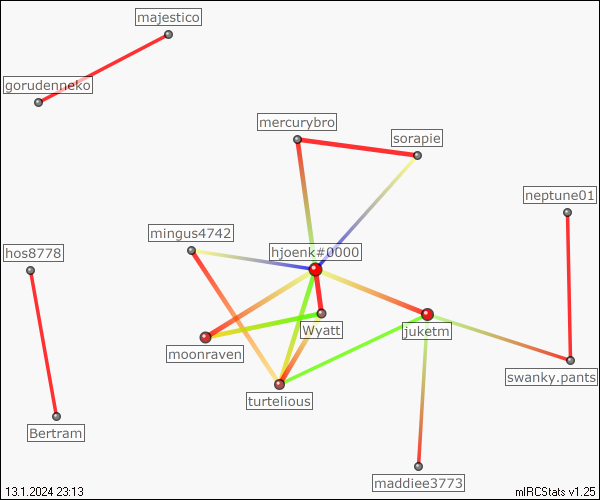 majestico
gorudenneko
mercurybro
sorapie
neptune01
mingus4742
hjoenk#0000
hos8778
Wyatt
juketm
moonraven
swanky.pants
turtelious
Bertram
maddiee3773
13.1.2024 23:13
mIRCStats v1.25